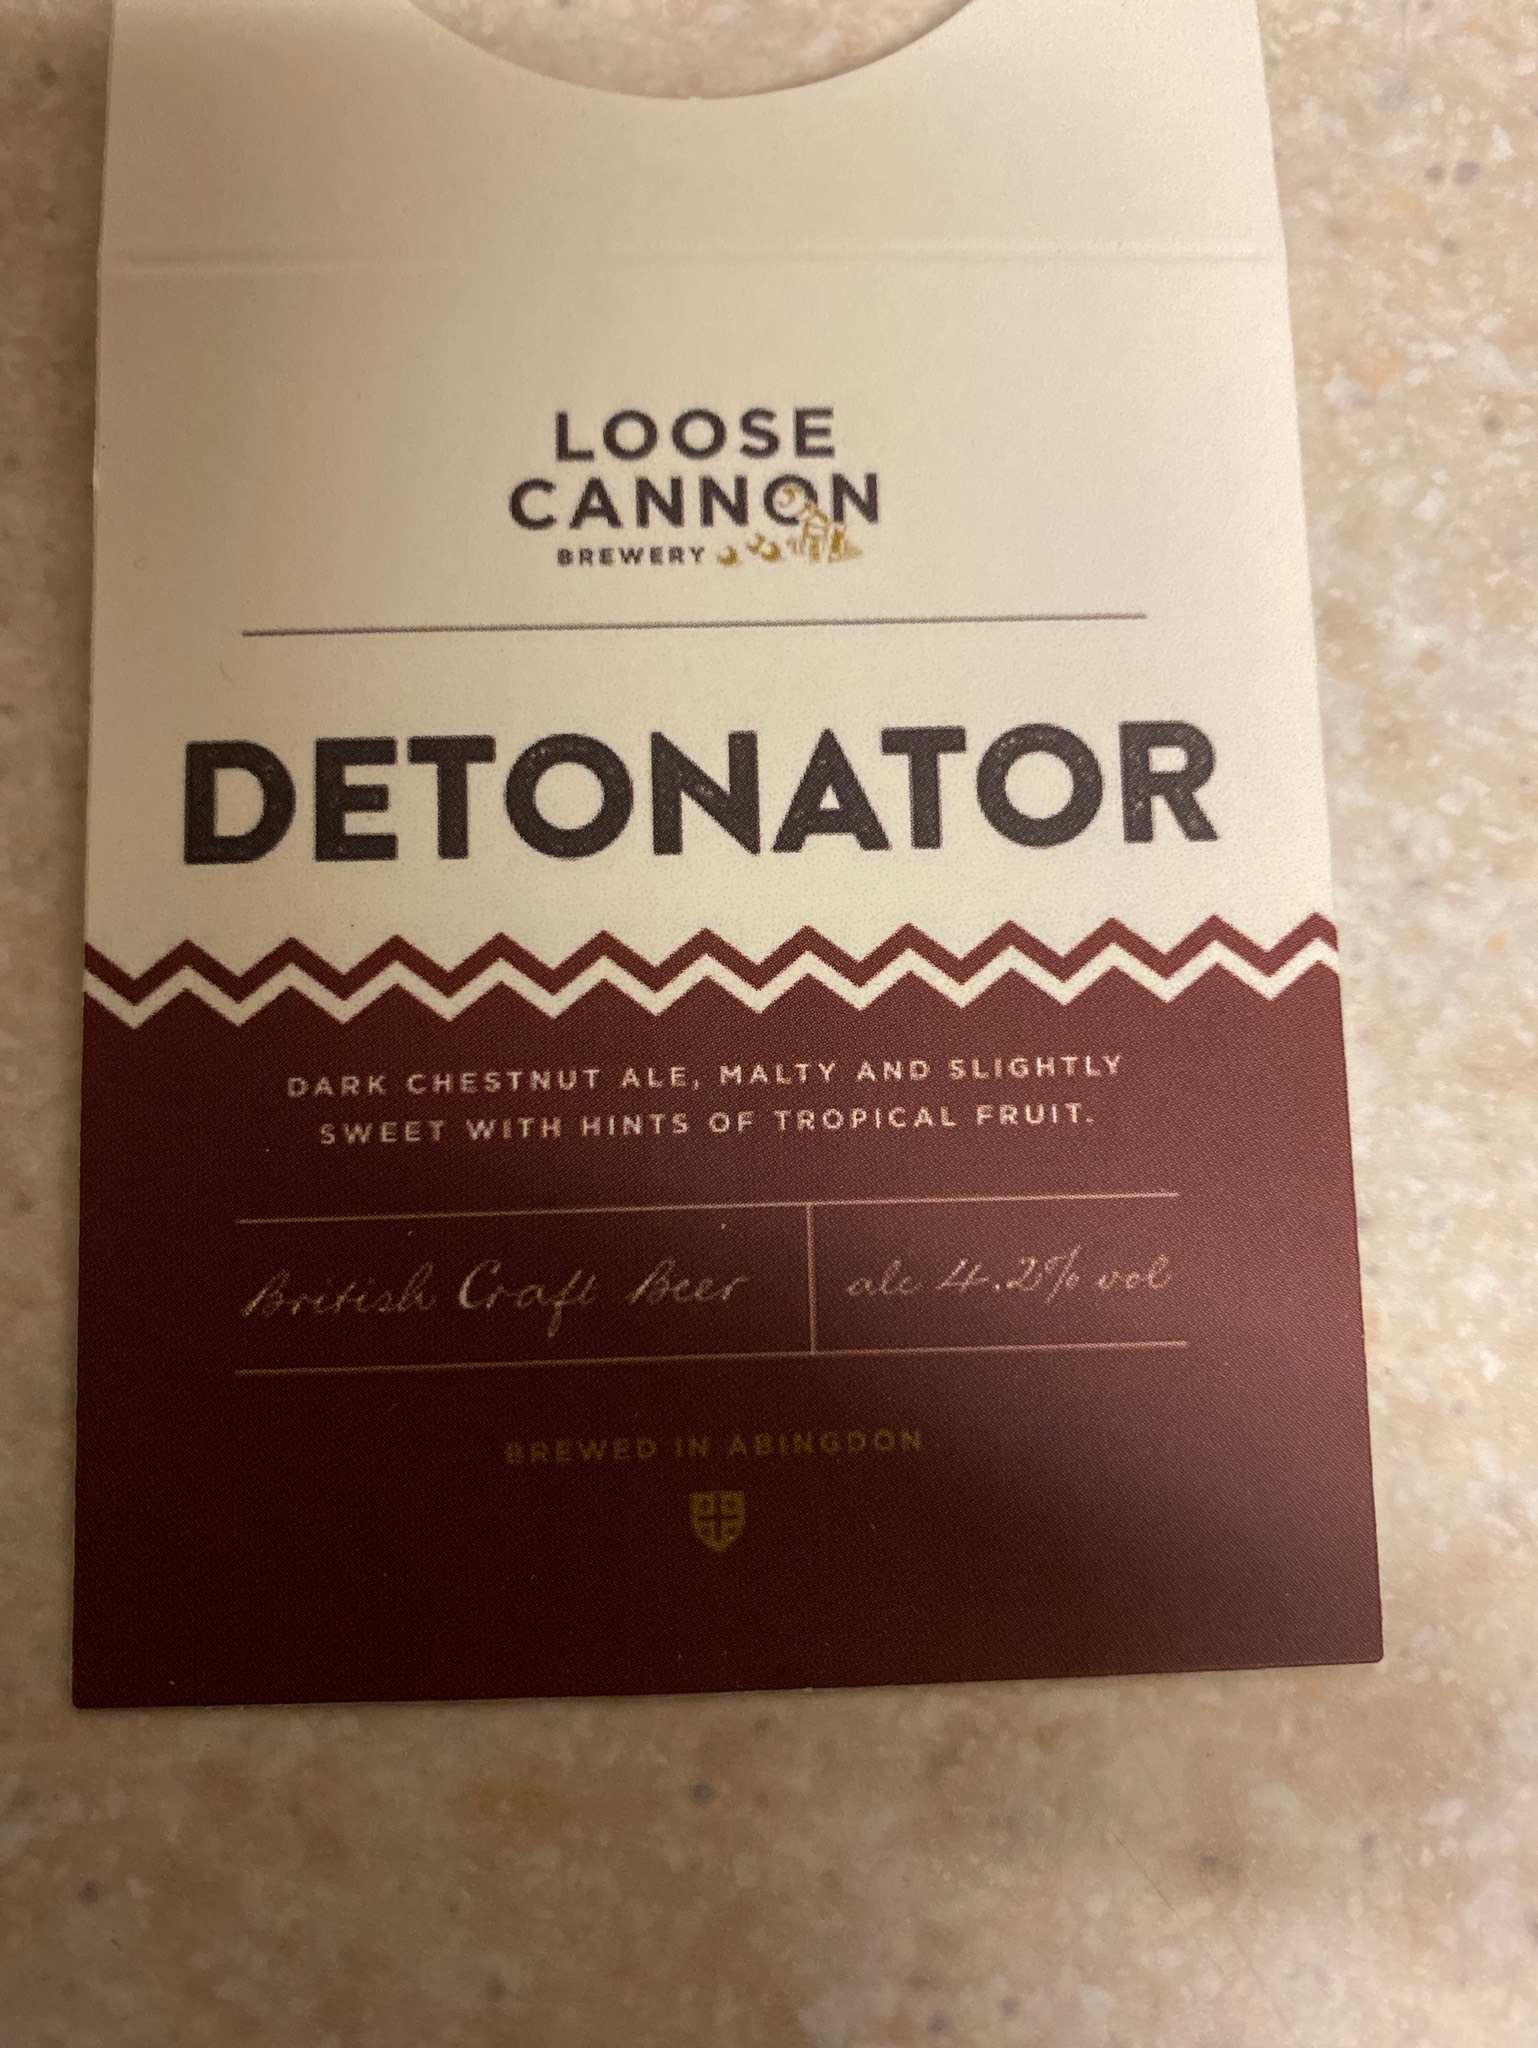 LOOSE
CANNON
BREWERY
DETONATOR
DARK CHESTNUT ALE, MALTY AND SLIGHTLY
SWEET WITH HINTS OF TROPICAL FRUIT.
British Craft Beer
alc 4.2% vol
BREWED IN ABINGDON